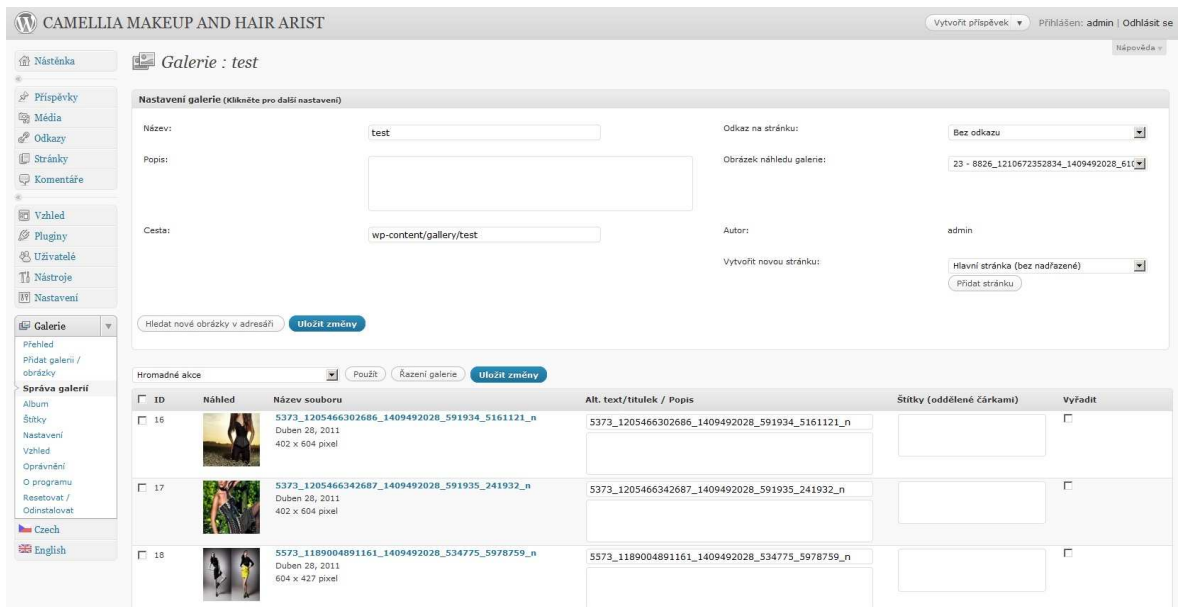 CAMELLIA MAKEUP AND HAIR ARIST
Vytvořit příspěvek
Přihlášen: admin | Odhlásit se
Nápověda
Nástěnka
Příspěvky
Média
Odkazy
Stránky
Komentáře
Vzhled
Pluginy
Uživatelé
Nástroje
Nastavení
Galerie
Přehled
Přidat galerii /
obrázky
Správa galerií
Album
Štítky
Nastavení
Vzhled
Oprávnění
O programu
Resetovat /
Odinstalovat
Czech
English
Galerie : test
Nastavení galerie (Klikněte pro další nastavení)
Název: test
Odkaz na stránku: Bez odkazu
Popis:
Obrázek náhledu galerie: 23 - 8826_1210672352834_1409492028_61
Cesta: wp-content/gallery/test
Autor: admin
Vytvořit novou stránku: Hlavní stránka (bez nadřazené)
Přidat stránku
Hledat nové obrázky v adresáři Uložit změny
Hromadné akce Použít Řazení galerie Uložit změny
ID Náhled Název souboru Alt. text/titulek / Popis Štítky (oddělené čárkami) Vyřadit
16 5373_1205466302686_1409492028_591934_5161121_n 5373_1205466302686_1409492028_591934_5161121_n
Duben 28, 2011
402 x 604 pixel
17 5373_1205466342687_1409492028_591935_241932_n 5373_1205466342687_1409492028_591935_241932_n
Duben 28, 2011
402 x 604 pixel
18 5573_1189004891161_1409492028_534775_5978759_n 5573_1189004891161_1409492028_534775_5978759_n
Duben 28, 2011
604 x 427 pixel